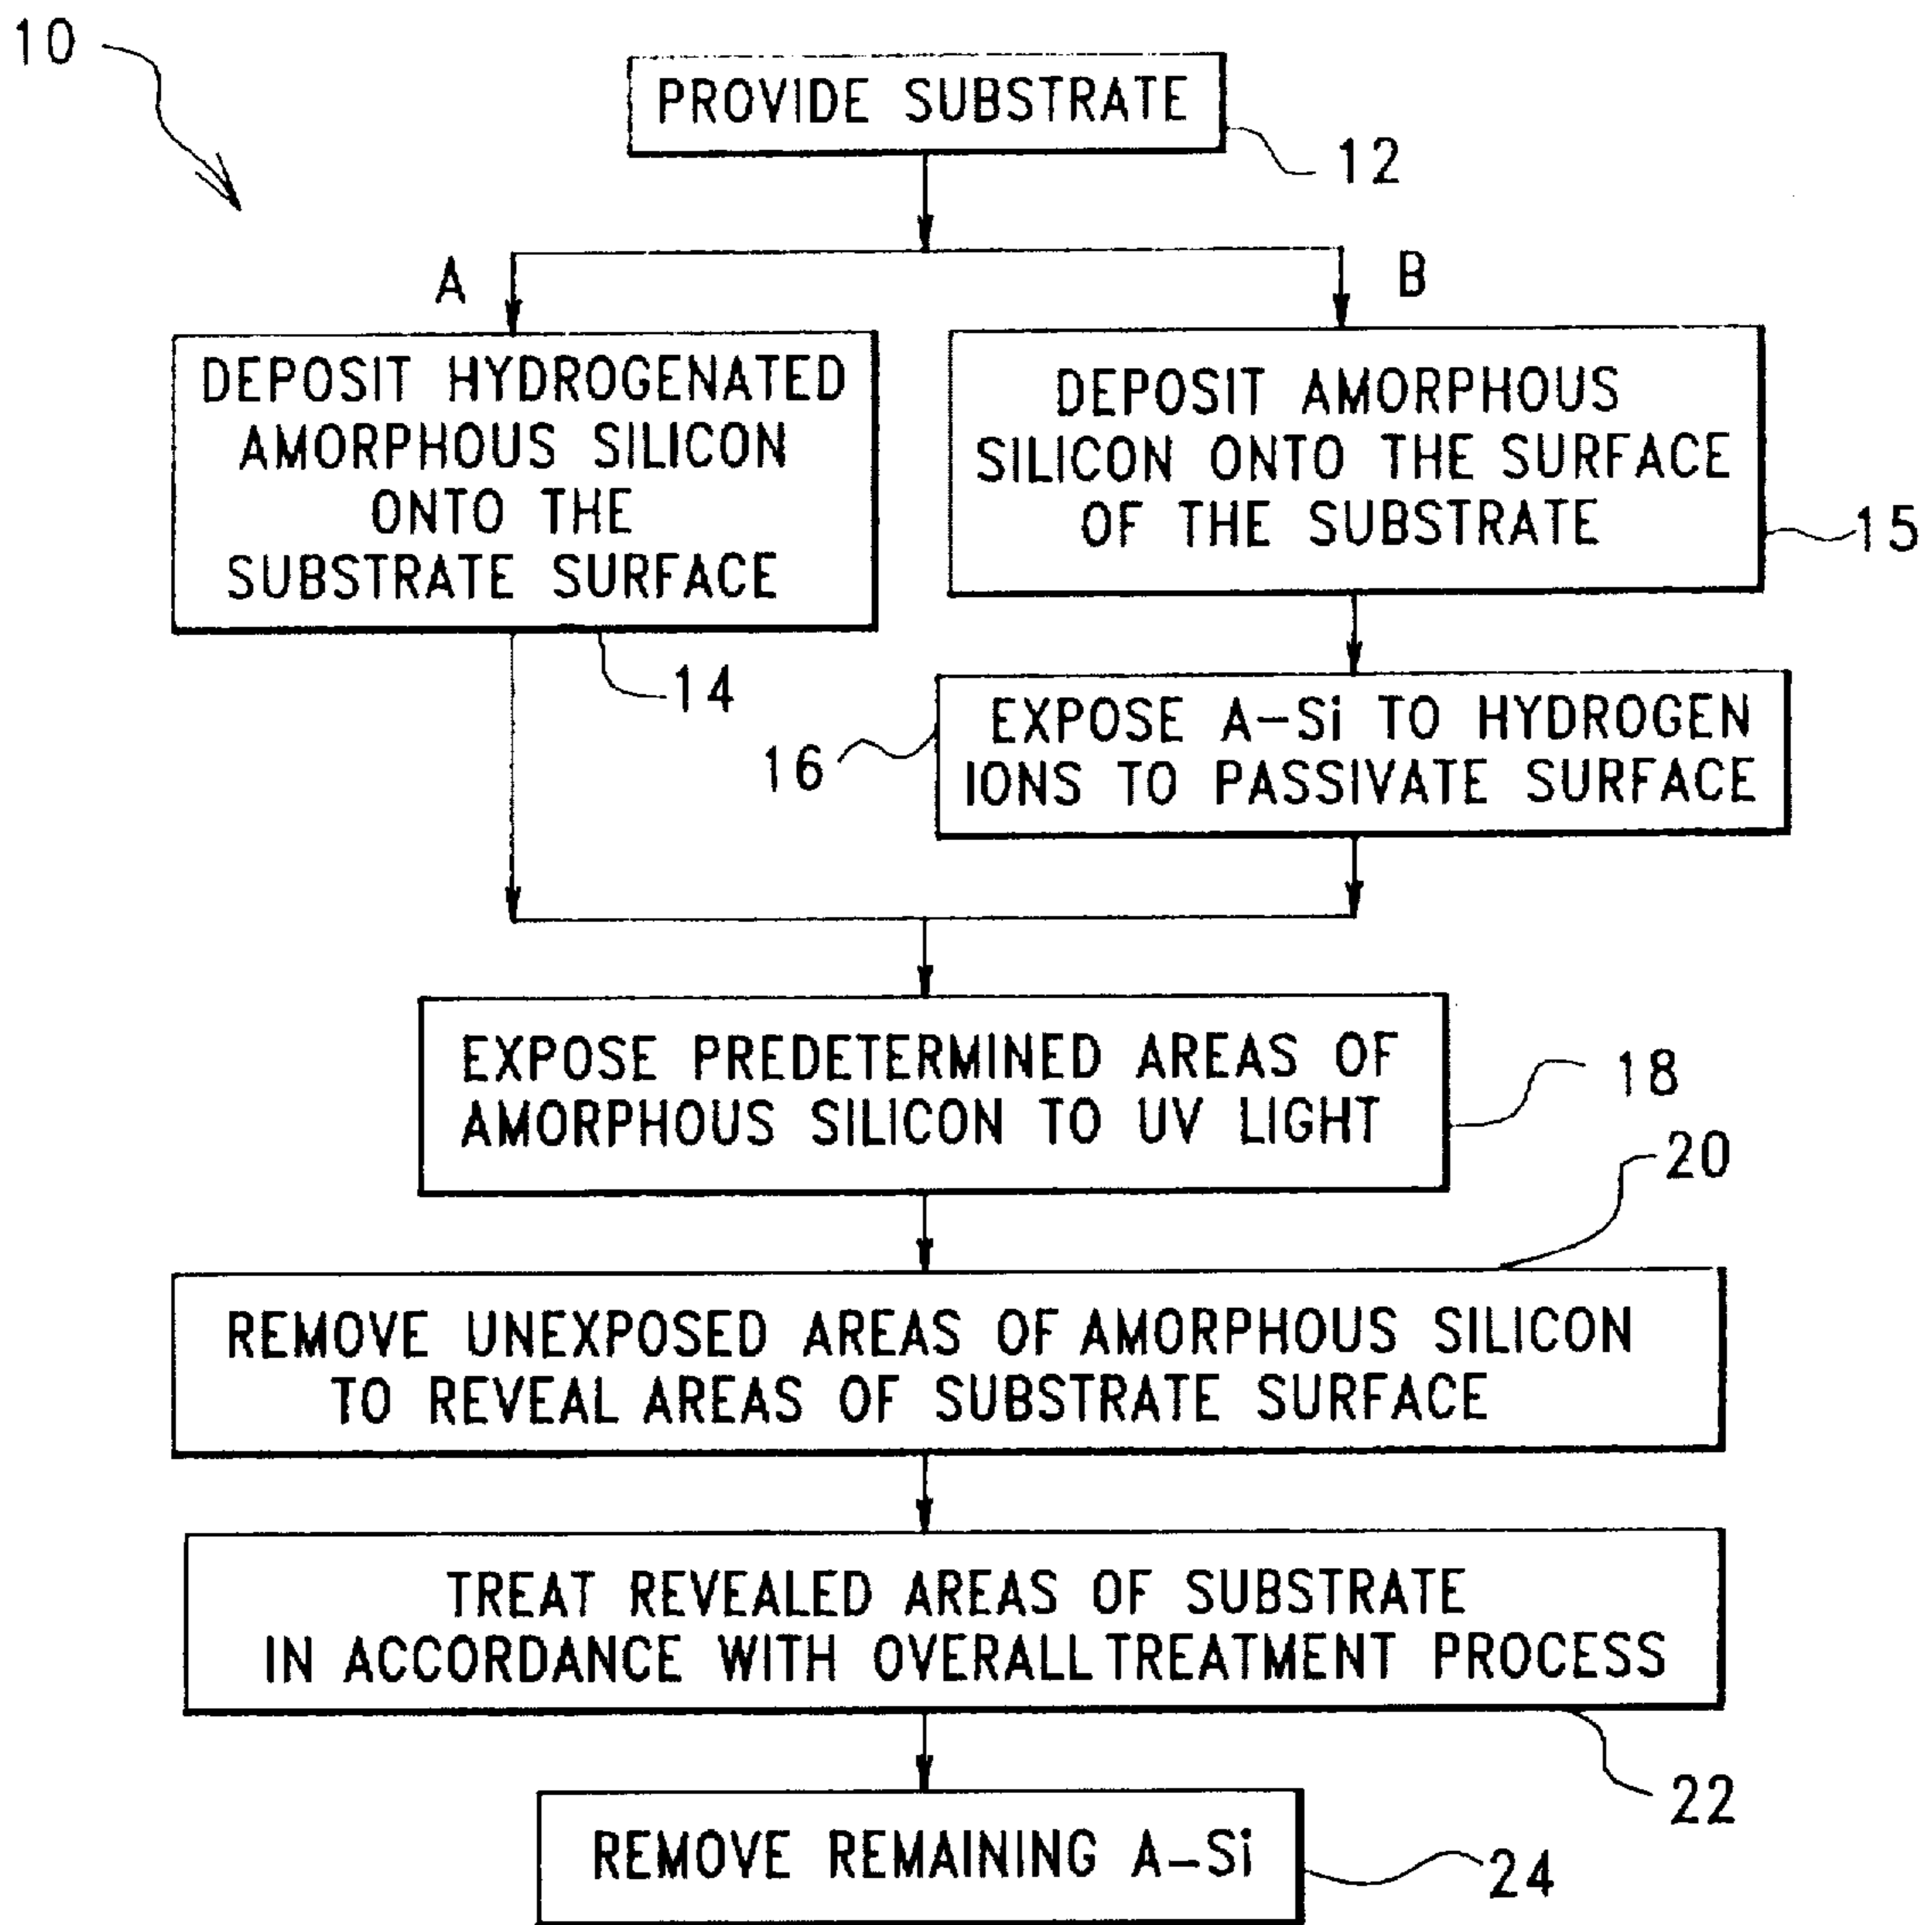 10
PROVIDE SUBSTRATE
12
A
B
DEPOSIT HYDROGENATED
AMORPHOUS SILICON
ONTO THE
SUBSTRATE SURFACE
14
DEPOSIT AMORPHOUS
SILICON ONTO THE SURFACE
OF THE SUBSTRATE
15
EXPOSE A-Si TO HYDROGEN
IONS TO PASSIVATE SURFACE
16
EXPOSE PREDETERMINED AREAS OF
AMORPHOUS SILICON TO UV LIGHT
18
20
REMOVE UNEXPOSED AREAS OF AMORPHOUS SILICON
TO REVEAL AREAS OF SUBSTRATE SURFACE
TREAT REVEALED AREAS OF SUBSTRATE
IN ACCORDANCE WITH OVERALL TREATMENT PROCESS
22
REMOVE REMAINING A-Si
24